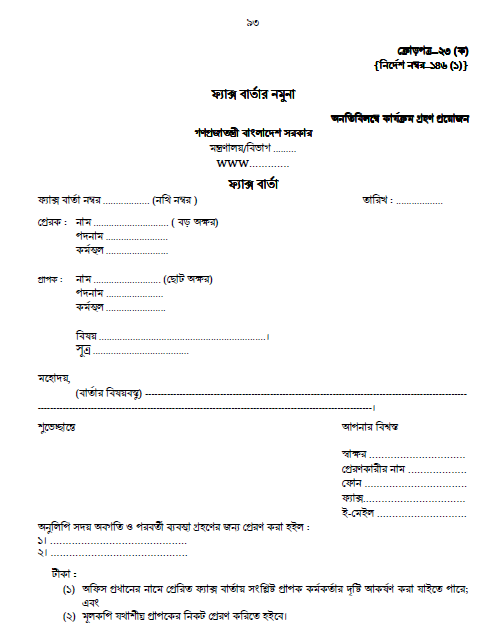 ৯৩
ক্রোড়পত্র–২৩ (ক)
{নির্দেশ নম্বর–১৪৬ (১)}
ফ্যাক্স বার্তার নমুনা
অনতিবিলম্বে কার্যক্রম গ্রহণ প্রয়োজন
গণপ্রজাতন্ত্রী বাংলাদেশ সরকার
মন্ত্রণালয়/বিভাগ .........
www.............
ফ্যাক্স বার্তা
ফ্যাক্স বার্তা নম্বর .................. (নথি নম্বর ) তারিখ : ..................
প্রেরক : নাম ............................. ( বড় অক্ষর)
পদনাম ........................
কর্মস্থল ........................
প্রাপক : নাম .......................... (ছোট অক্ষর)
পদনাম ......................
কর্মস্থল .......................
বিষয় .................................................................।
সূত্র .....................................
মহোদয়,
(বার্তার বিষয়বস্তু) ------------------------------------------------------------------------------------
---------------------------------------------------------------------------------------------------।
শুভেচ্ছান্তে আপনার বিশ্বস্ত
স্বাক্ষর ..............................
প্রেরণকারীর নাম ..................
ফোন ................................
ফ্যাক্স................................
ই-মেইল ............................
অনুলিপি সদয় অবগতি ও পরবর্তী ব্যবস্থা গ্রহণের জন্য প্রেরণ করা হইল :
১। ...........................................
২। ...........................................
টীকা :
(১) অফিস প্রধানের নামে প্রেরিত ফ্যাক্স বার্তায় সংশ্লিষ্ট প্রাপক কর্মকর্তার দৃষ্টি আকর্ষণ করা যাইতে পারে;
এবং
(২) মূলকপি যথাশীঘ্র প্রাপকের নিকট প্রেরণ করিতে হইবে।